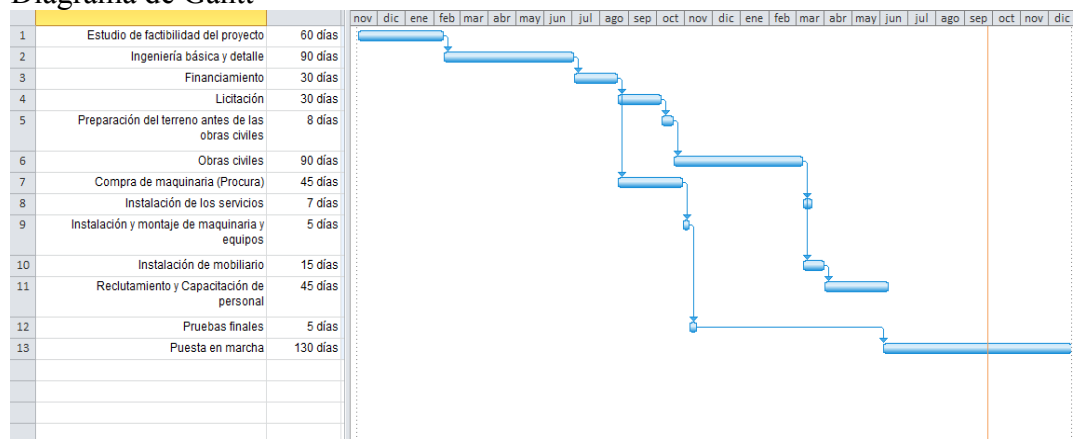 Diagrama de Gantt
nov dic ene feb mar abr may jun jul ago sep oct nov dic ene feb mar abr may jun jul ago sep oct nov dic
1 Estudio de factibilidad del proyecto 60 días
2 Ingeniería básica y detalle 90 días
3 Financiamiento 30 días
4 Licitación 30 días
5 Preparación del terreno antes de las 8 días
obras civiles
6 Obras civiles 90 días
7 Compra de maquinaria (Procura) 45 días
8 Instalación de los servicios 7 días
9 Instalación y montaje de maquinaria y 5 días
equipos
10 Instalación de mobiliario 15 días
11 Reclutamiento y Capacitación de 45 días
personal
12 Pruebas finales 5 días
13 Puesta en marcha 130 días